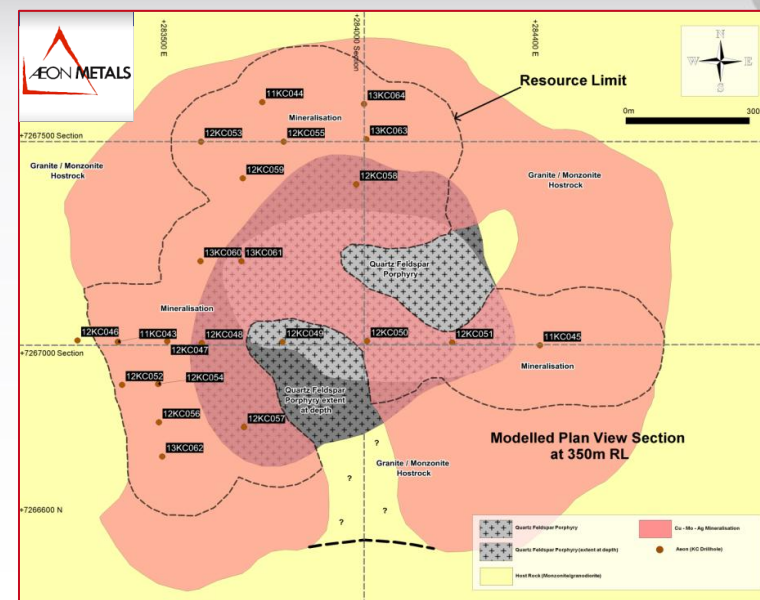 AEON METALS
+283500 E
+284000 Section
+284400 E
N
W E
S
0m 300
Resource Limit
11KC044
13KC064
Mineralisation
+7267500 Section
12KC053
12KC055
13KC063
Granite / Monzonite
Hostrock
12KC059
12KC058
Granite / Monzonite
Hostrock
13KC060
13KC061
Quartz Feldspar
Porphyry
Mineralisation
12KC046
11KC043
12KC048
12KC049
12KC050
12KC051
11KC045
12KC047
+7267000 Section
Mineralisation
12KC052
12KC054
Quartz Feldspar
Porphyry extent
at depth
12KC056
12KC057
Modelled Plan View Section
at 350m RL
13KC062
?
Granite / Monzonite
Hostrock
?
?
?
+7266600 N
Quartz Feldspar Porphyry
Cu - Mo - Ag Mineralisation
Quartz Feldspar Porphyry (extent at depth)
Aeon (KC Drillhole)
Host Rock (Monzonite/granodiorite)